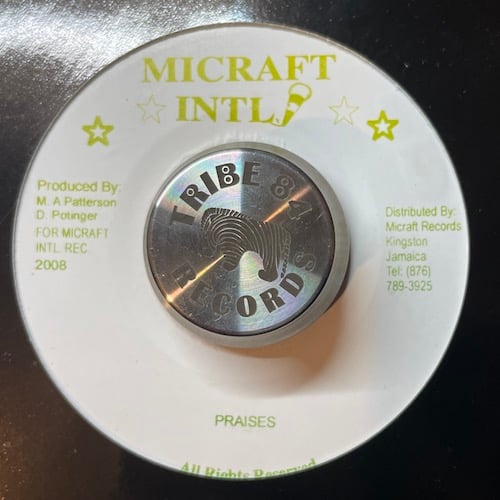 MICRAFT
INTL.
Produced By:
M. A Patterson
D. Potinger
FOR MICRAFT
INTL. REC.
2008
TRIBE 84
RECORDS
Distributed By:
Micraft Records
Kingston
Jamaica
Tel: (876)
789-3925
PRAISES
All Rights Reserved